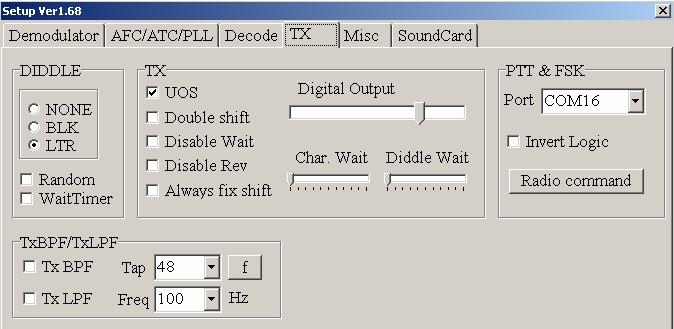 Setup Ver1.68
Demodulator AFC/ATC/PLL Decode TX Misc SoundCard
DIDDLE
NONE
BLK
LTR
Random
WaitTimer
TX
UOS
Double shift
Disable Wait
Disable Rev
Always fix shift
Digital Output
Char. Wait Diddle Wait
PTT & FSK
Port COM16
Invert Logic
Radio command
TxBPF/TxLPF
Tx BPF Tap 48 f
Tx LPF Freq 100 Hz